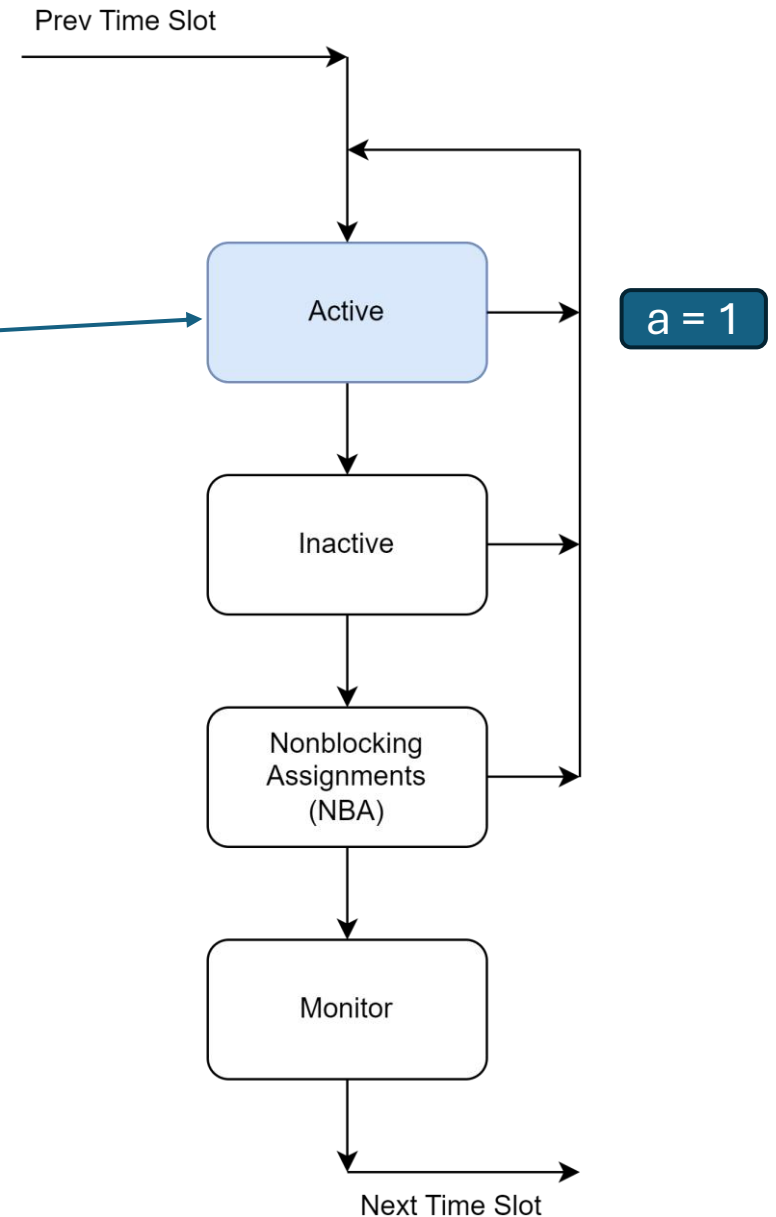 Prev Time Slot
Active
a = 1
Inactive
Nonblocking
Assignments
(NBA)
Monitor
Next Time Slot